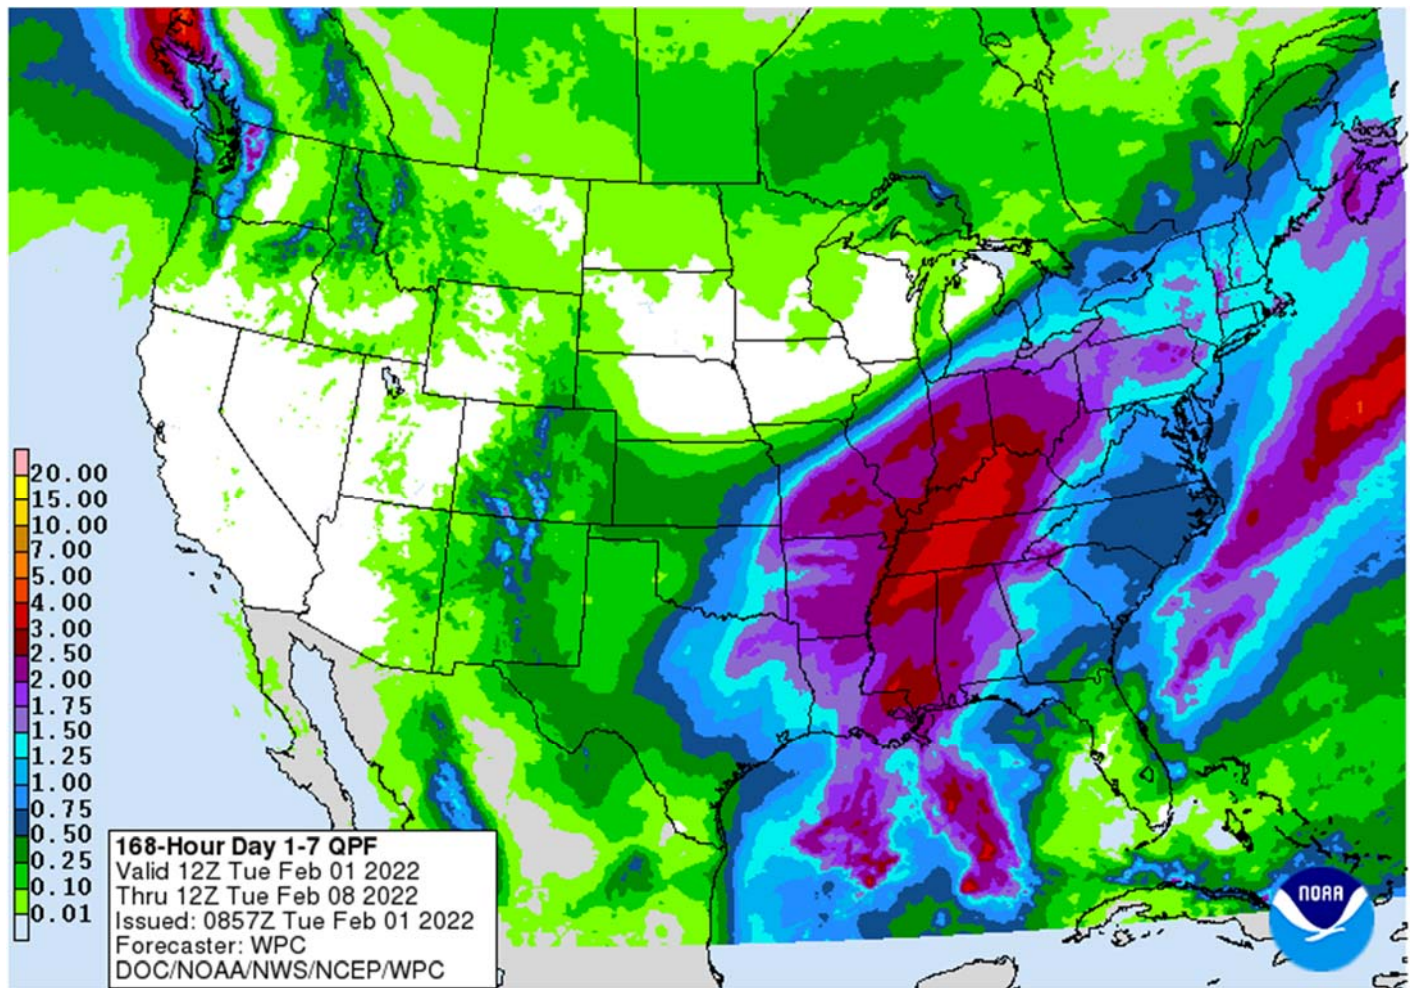 20.00
15.00
10.00
7.00
5.00
4.00
3.00
2.50
2.00
1.75
1.50
1.25
1.00
0.75
0.50
0.25
0.10
0.01
1
168-Hour Day 1-7 QPF
Valid 12Z Tue Feb 01 2022
Thru 12Z Tue Feb 08 2022
Issued: 0857Z Tue Feb 01 2022
Forecaster: WPC
DOC/NOAA/NWS/NCEP/WPC
NOAA